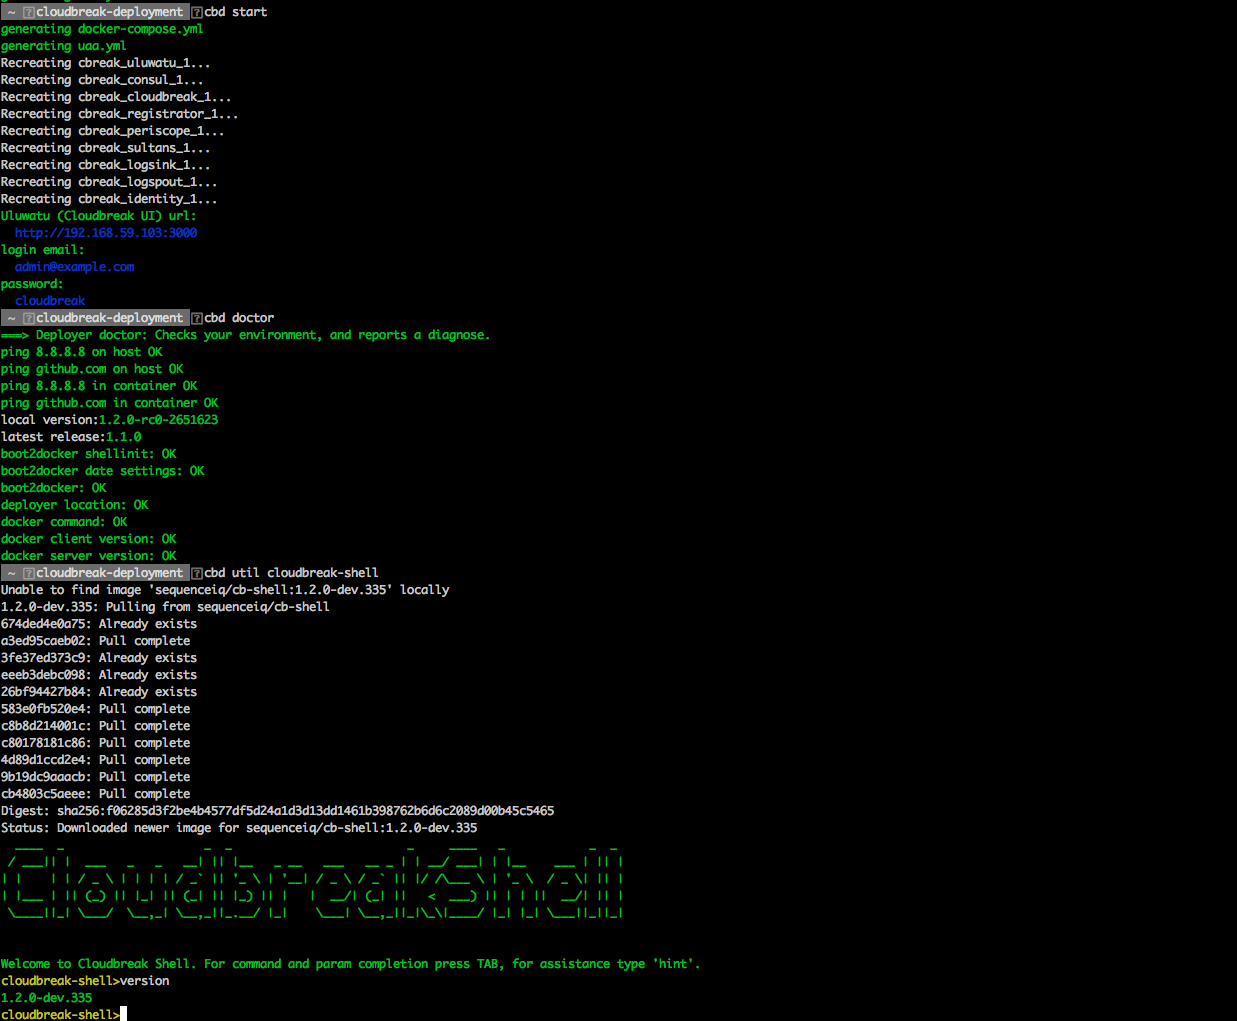 ~ cloudbreak-deployment cbd start
generating docker-compose.yml
generating uaa.yml
Recreating cbreak_uluwatu_1...
Recreating cbreak_consul_1...
Recreating cbreak_cloudbreak_1...
Recreating cbreak_registrator_1...
Recreating cbreak_periscope_1...
Recreating cbreak_sultans_1...
Recreating cbreak_logsink_1...
Recreating cbreak_logspout_1...
Recreating cbreak_identity_1...
Uluwatu (Cloudbreak UI) url:
http://192.168.59.103:3000
login email:
admin@example.com
password:
cloudbreak
~ cloudbreak-deployment cbd doctor
===> Deployer doctor: Checks your environment, and reports a diagnose.
ping 8.8.8.8 on host OK
ping github.com on host OK
ping 8.8.8.8 in container OK
ping github.com in container OK
local version:1.2.0-rc0-2651623
latest release:1.1.0
boot2docker shellinit: OK
boot2docker date settings: OK
boot2docker: OK
deployer location: OK
docker command: OK
docker client version: OK
docker server version: OK
~ cloudbreak-deployment cbd util cloudbreak-shell
Unable to find image 'sequenceiq/cb-shell:1.2.0-dev.335' locally
1.2.0-dev.335: Pulling from sequenceiq/cb-shell
674ded4e0a75: Already exists
a3ed95caeb02: Pull complete
3fe37ed373c9: Already exists
eeeb3debc098: Already exists
26bf94427b84: Already exists
583e0fb520e4: Pull complete
c8b8d214001c: Pull complete
c80178181c86: Pull complete
4d89d1ccd2e4: Pull complete
9b19dc9aaacb: Pull complete
cb4803c5aeee: Pull complete
Digest: sha256:f06285d3f2be4b4577df5d24a1d3d13dd1461b398762b6d6c2089d00b45c5465
Status: Downloaded newer image for sequenceiq/cb-shell:1.2.0-dev.335
CloudbreakShell
Welcome to Cloudbreak Shell. For command and param completion press TAB, for assistance type 'hint'.
cloudbreak-shell>version
1.2.0-dev.335
cloudbreak-shell>